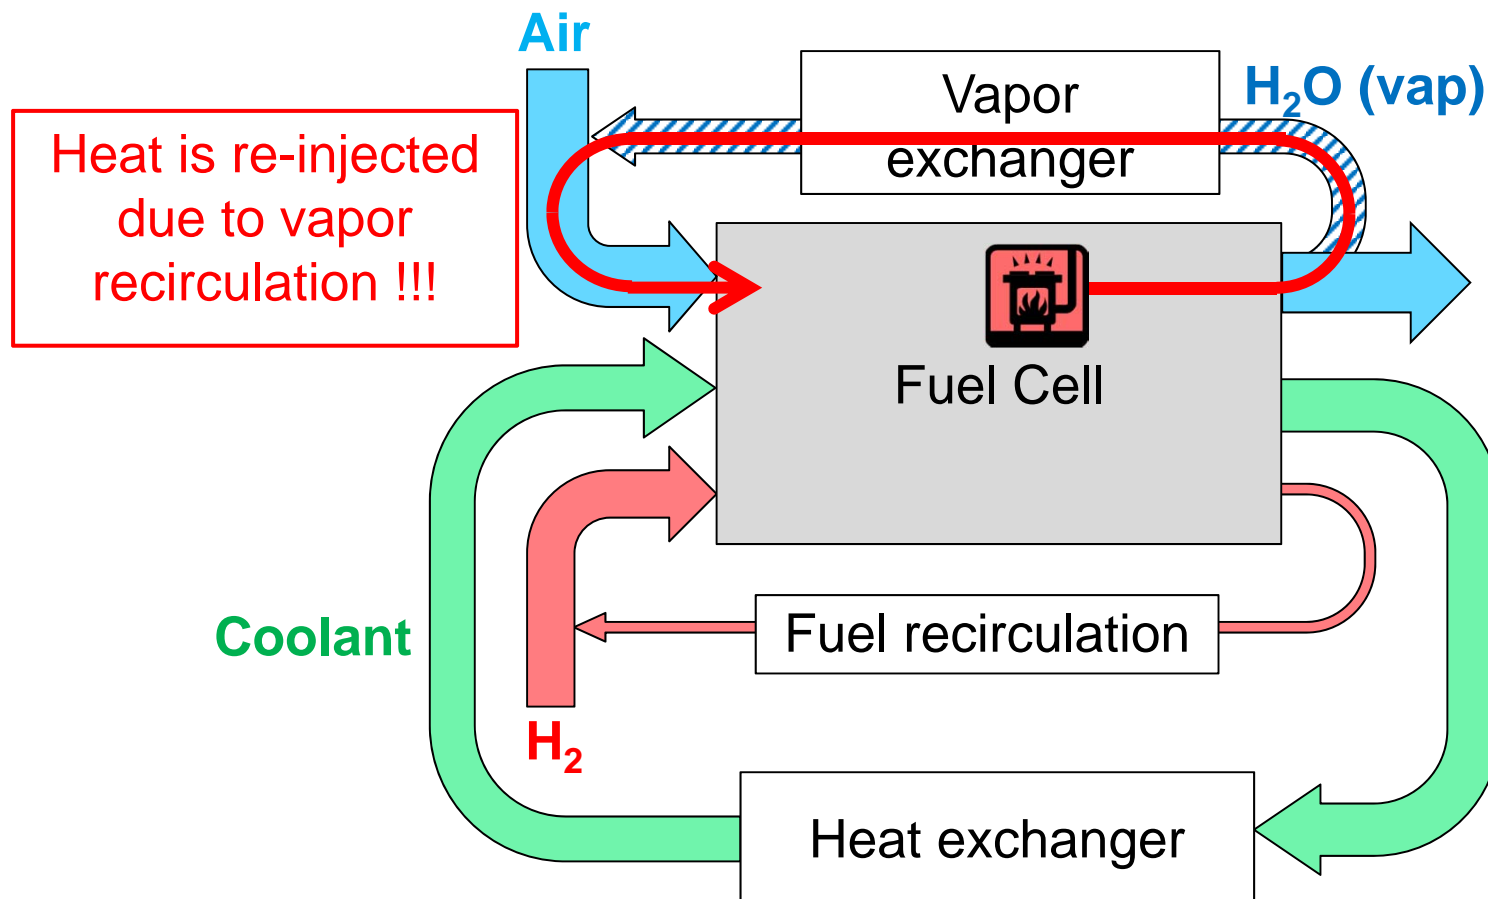 Air
Vapor
exchanger
H₂O (vap)
Heat is re-injected
due to vapor
recirculation !!!
Fuel Cell
Coolant
Fuel recirculation
H₂
Heat exchanger